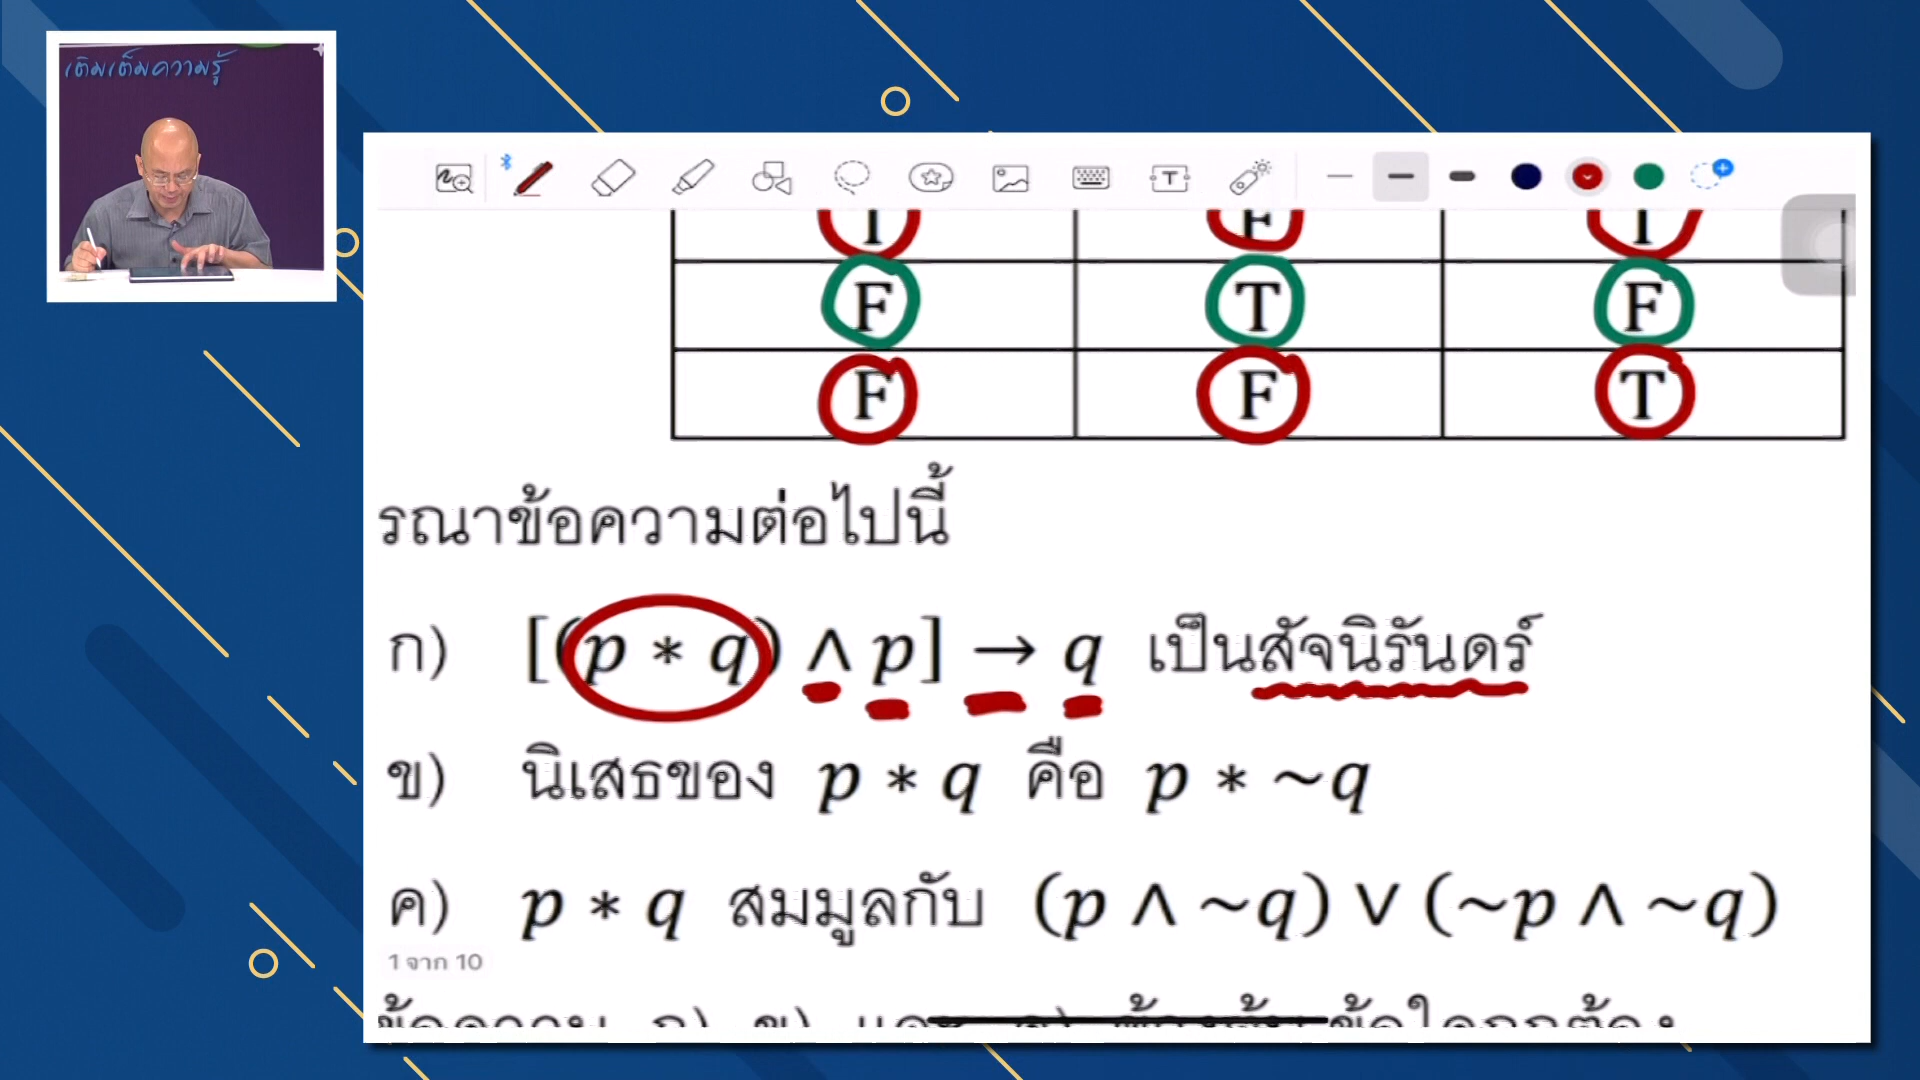 เติมเต็มความรู้
T F T
F T F
F F T
รณาข้อความต่อไปนี้
ก) [(p * q) ∧ p] → q เป็นสัจนิรันดร์
ข) นิเสธของ p * q คือ p * ~q
ค) p * q สมมูลกับ (p ∧ ~q) ∨ (~p ∧ ~q)
1 จาก 10